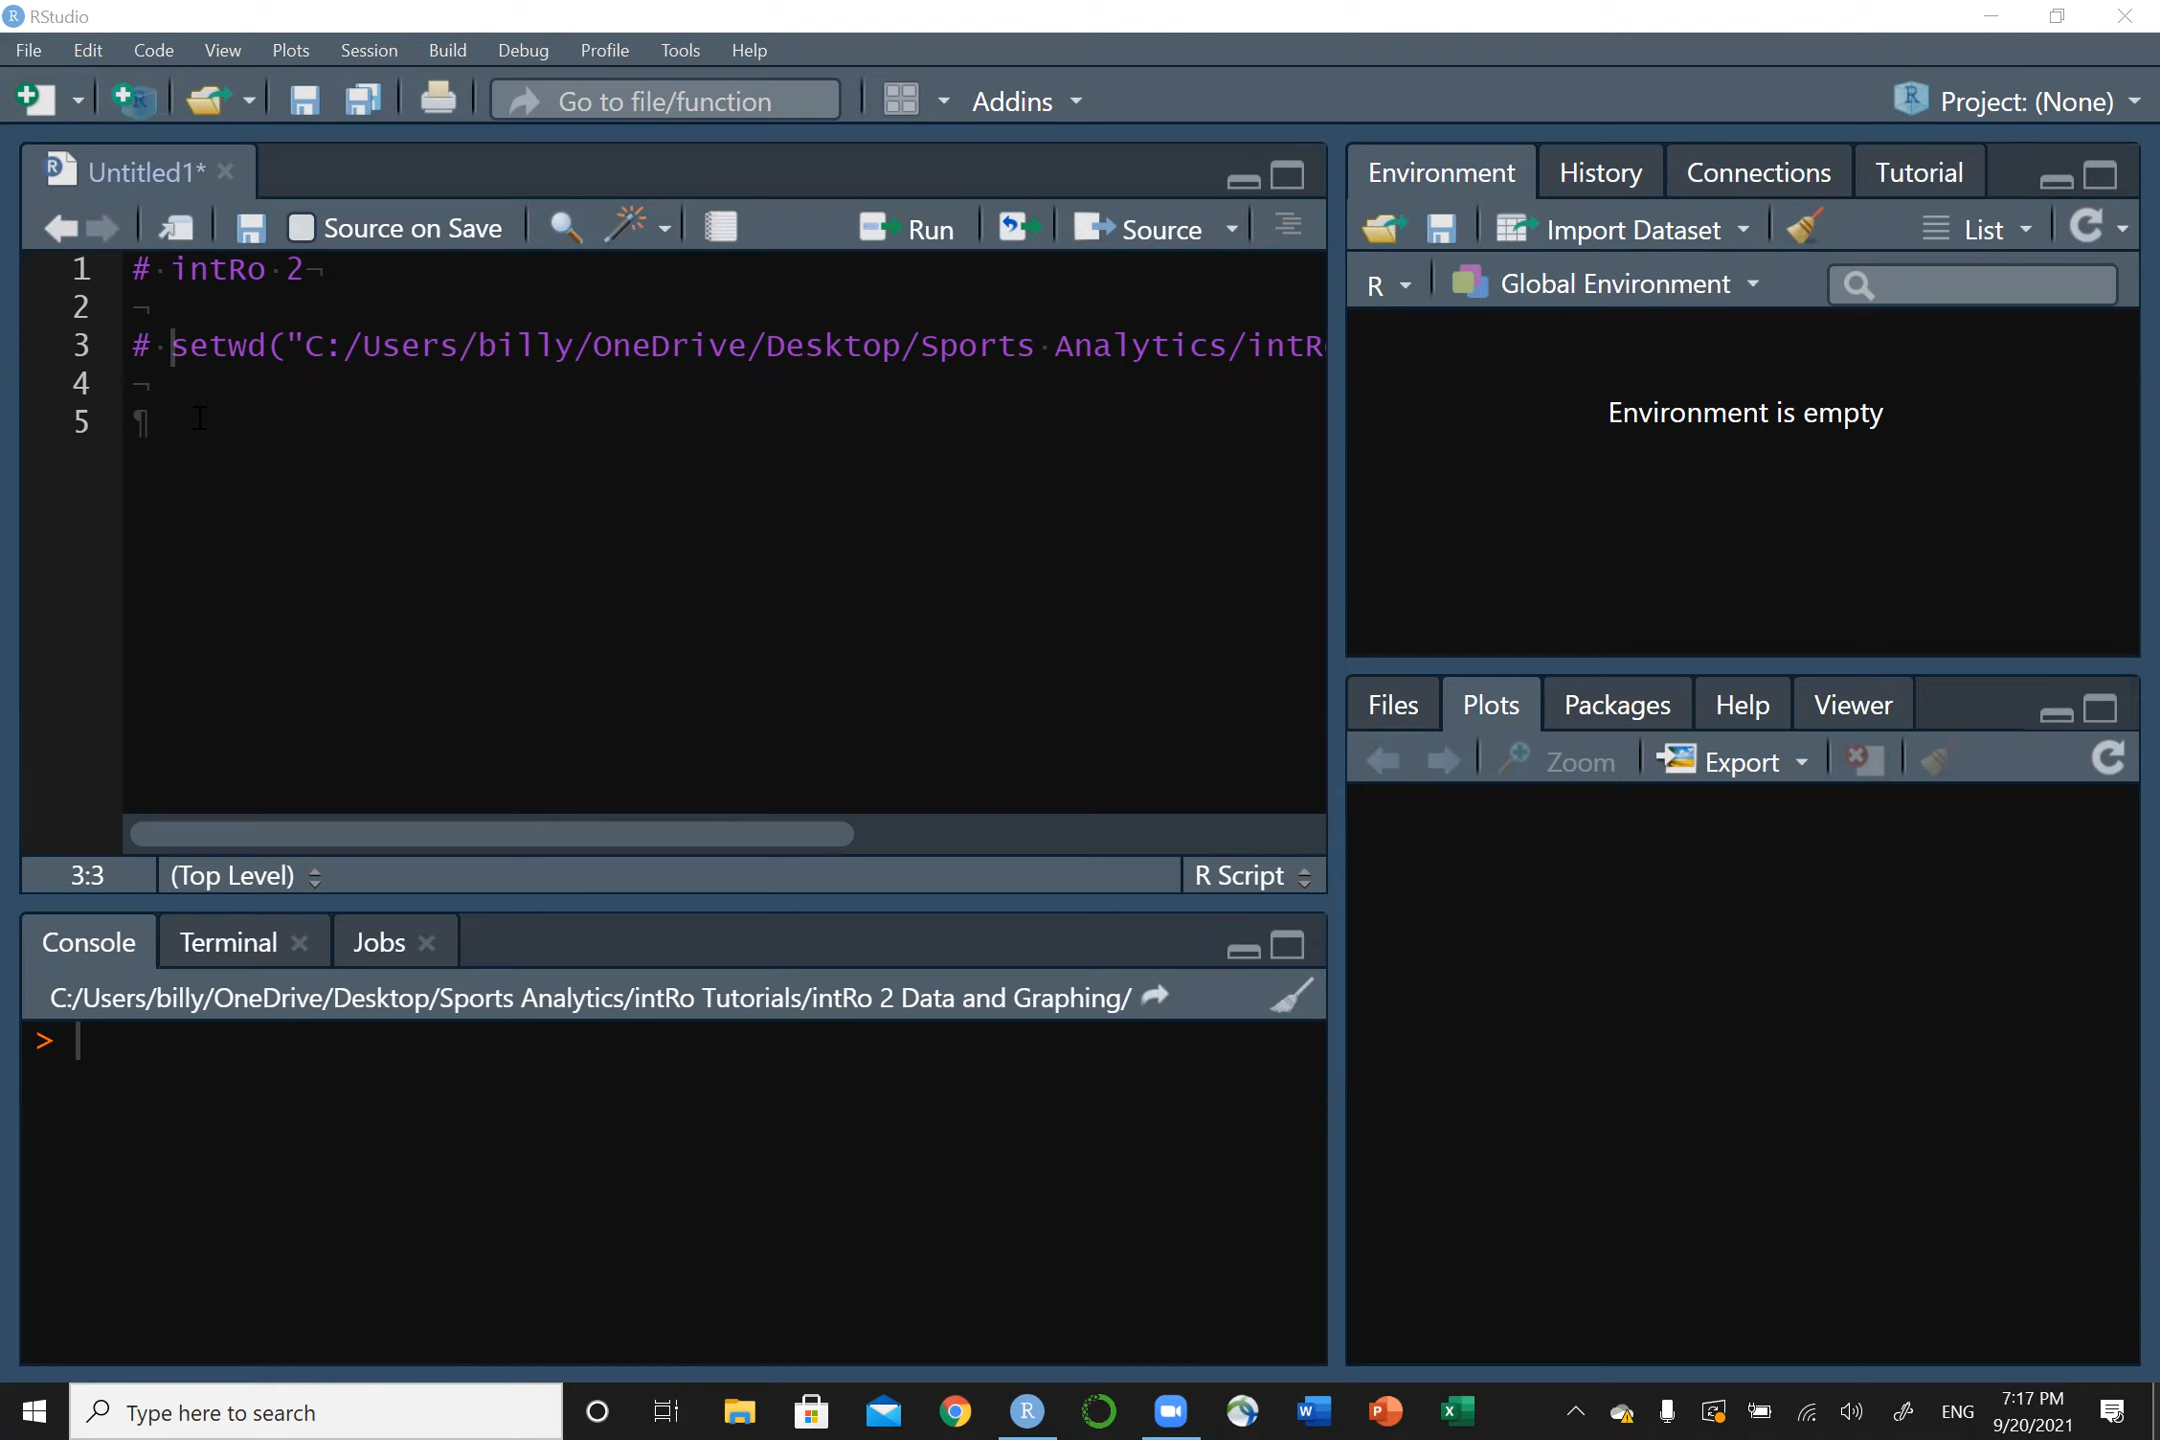 RStudio
File Edit Code View Plots Session Build Debug Profile Tools Help
Go to file/function Addins Project: (None)
Untitled1*
Source on Save Run Source
1 # intRo 2
2
3 # setwd("C:/Users/billy/OneDrive/Desktop/Sports Analytics/intR
4
5
3:3 (Top Level) R Script
Console Terminal Jobs
C:/Users/billy/OneDrive/Desktop/Sports Analytics/intRo Tutorials/intRo 2 Data and Graphing/
>
Environment History Connections Tutorial
Import Dataset List
R Global Environment
Environment is empty
Files Plots Packages Help Viewer
Zoom Export
Type here to search
ENG 7:17 PM
9/20/2021